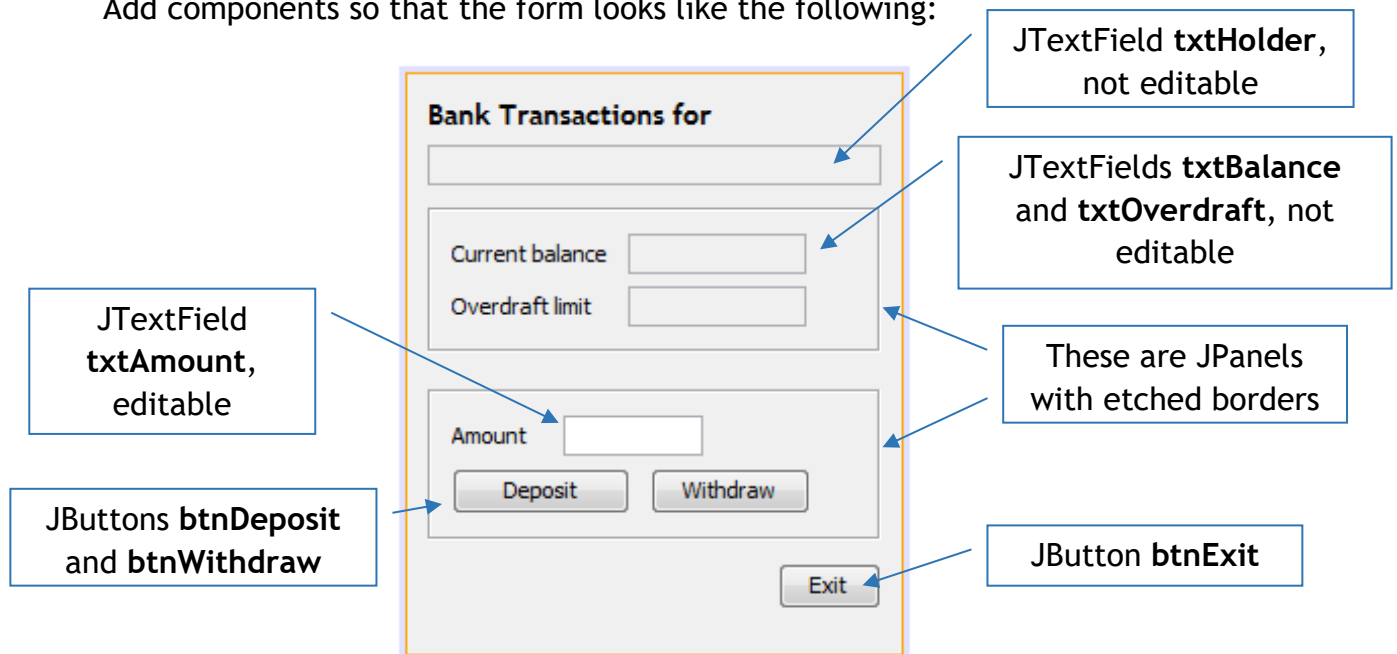 Add components so that the form looks like the following:
JTextField txtHolder,
not editable
Bank Transactions for
JTextFields txtBalance
and txtOverdraft, not
editable
Current balance
Overdraft limit
JTextField
txtAmount,
editable
These are JPanels
with etched borders
Amount
Deposit
Withdraw
JButtons btnDeposit
and btnWithdraw
JButton btnExit
Exit